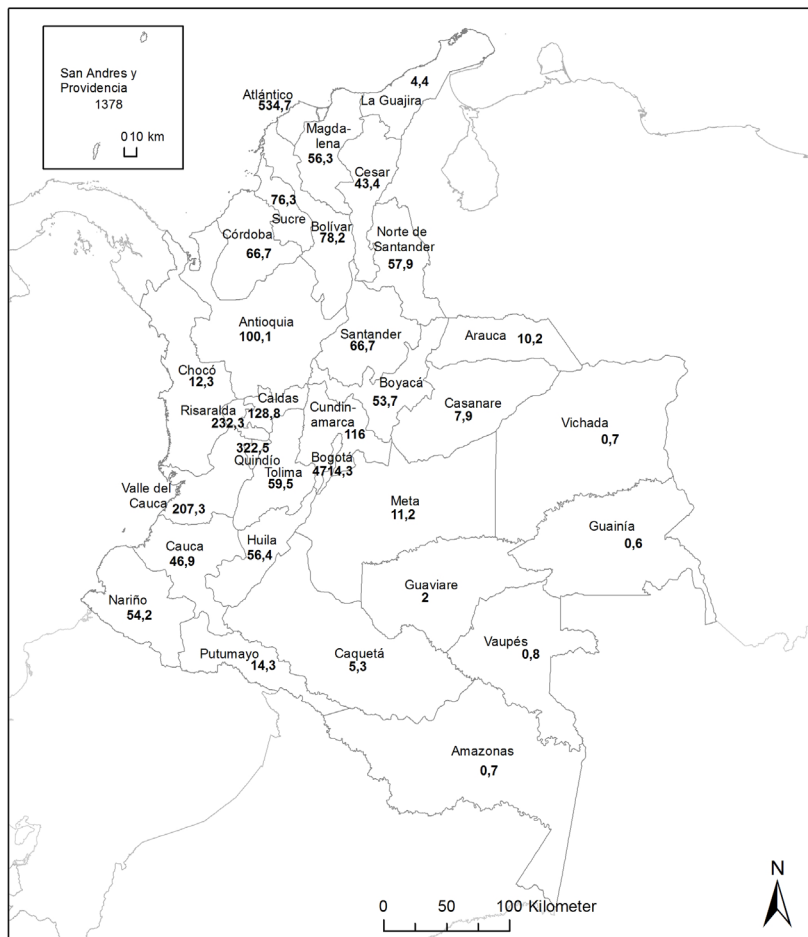 San Andres y
Providencia
1378
0 10 km
4,4
La Guajira
Atlántico
534,7
Magda-
lena
56,3
Cesar
43,4
76,3
Sucre
Bolívar
78,2
Córdoba
66,7
Norte de
Santander
57,9
Antioquia
100,1
Santander
66,7
Arauca 10,2
Chocó
12,3
Boyacá
53,7
Caldas
128,8
Risaralda
232,3
Cundin-
amarca
116
Casanare
7,9
Vichada
0,7
322,5
Quindío
Tolima
59,5
Bogotá
4714,3
Valle del
Cauca 207,3
Meta
11,2
Guainía
0,6
Cauca
46,9
Huila
56,4
Guaviare
2
Nariño
54,2
Vaupés
0,8
Putumayo
14,3
Caquetá
5,3
Amazonas
0,7
N
0 50 100 Kilometer